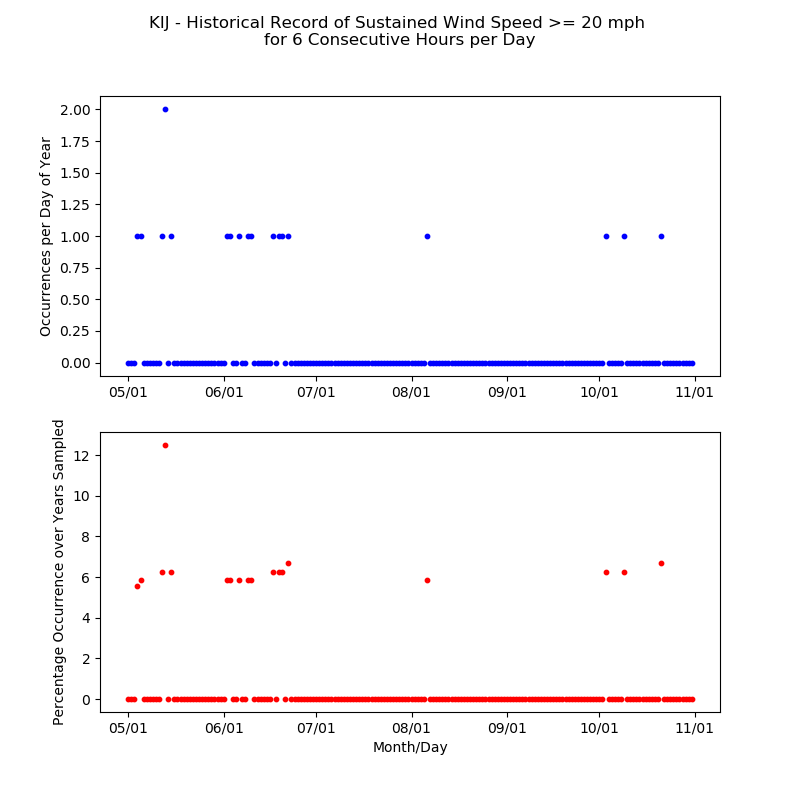 KIJ - Historical Record of Sustained Wind Speed >= 20 mph
for 6 Consecutive Hours per Day
Occurrences per Day of Year
2.00
1.75
1.50
1.25
1.00
0.75
0.50
0.25
0.00
05/01 06/01 07/01 08/01 09/01 10/01 11/01
Percentage Occurrence over Years Sampled
12
10
8
6
4
2
0
05/01 06/01 07/01 08/01 09/01 10/01 11/01
Month/Day